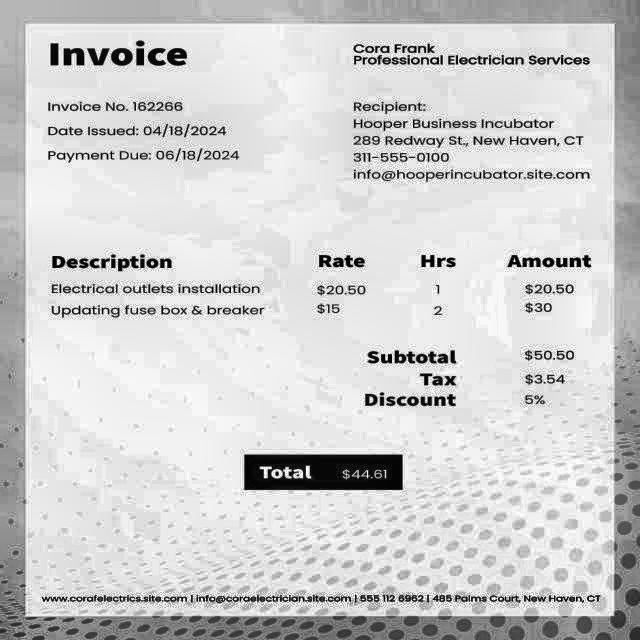 Invoice
Cora Frank
Professional Electrician Services
Invoice No. 162266
Date Issued: 04/18/2024
Payment Due: 06/18/2024
Recipient:
Hooper Business Incubator
289 Redway St., New Haven, CT
311-555-0100
info@hooperincubator.site.com
Description Rate Hrs Amount
Electrical outlets installation $20.50 1 $20.50
Updating fuse box & breaker $15 2 $30
Subtotal $50.50
Tax $3.54
Discount 5%
Total $44.61
www.corafelectrics.site.com | info@coraelectrician.site.com | 555 112 6962 | 485 Palms Court, New Haven, CT